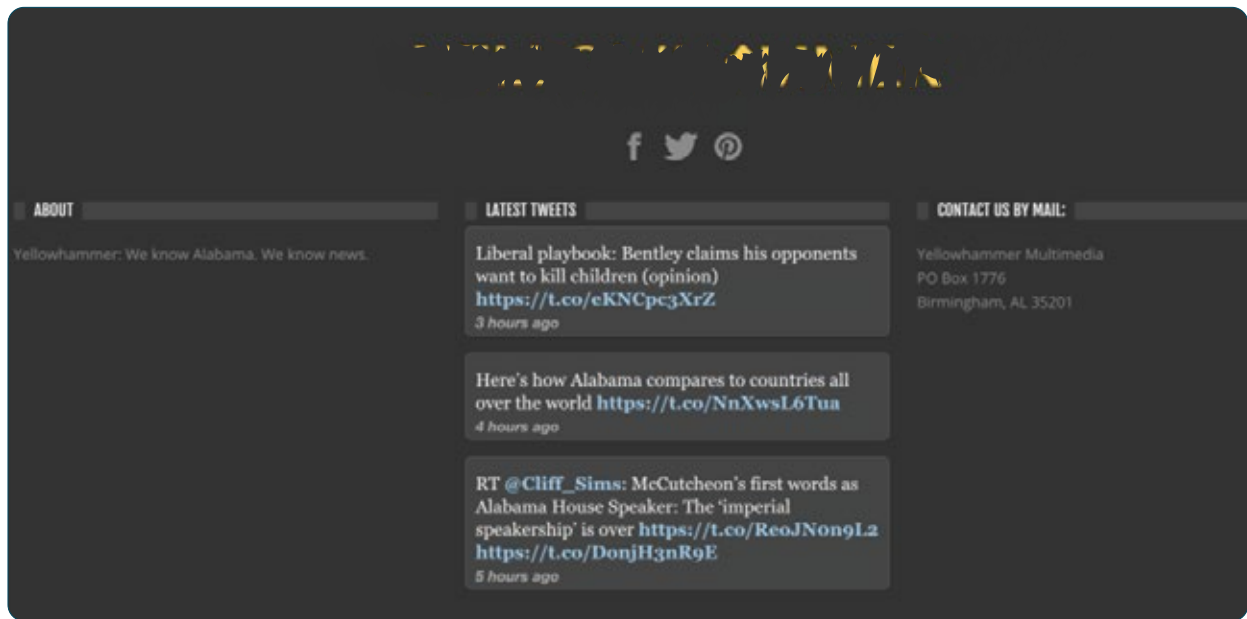 ABOUT
Yellowhammer: We know Alabama. We know news.
LATEST TWEETS
Liberal playbook: Bentley claims his opponents
want to kill children (opinion)
https://t.co/eKNCpc3XrZ
3 hours ago
Here's how Alabama compares to countries all
over the world https://t.co/NnXwsL6Tua
4 hours ago
RT @Cliff_Sims: McCutcheon's first words as
Alabama House Speaker: The 'imperial
speakership' is over https://t.co/ReoJN0n9L2
https://t.co/DonjH3nR9E
5 hours ago
CONTACT US BY MAIL:
Yellowhammer Multimedia
PO Box 1776
Birmingham, AL 35201